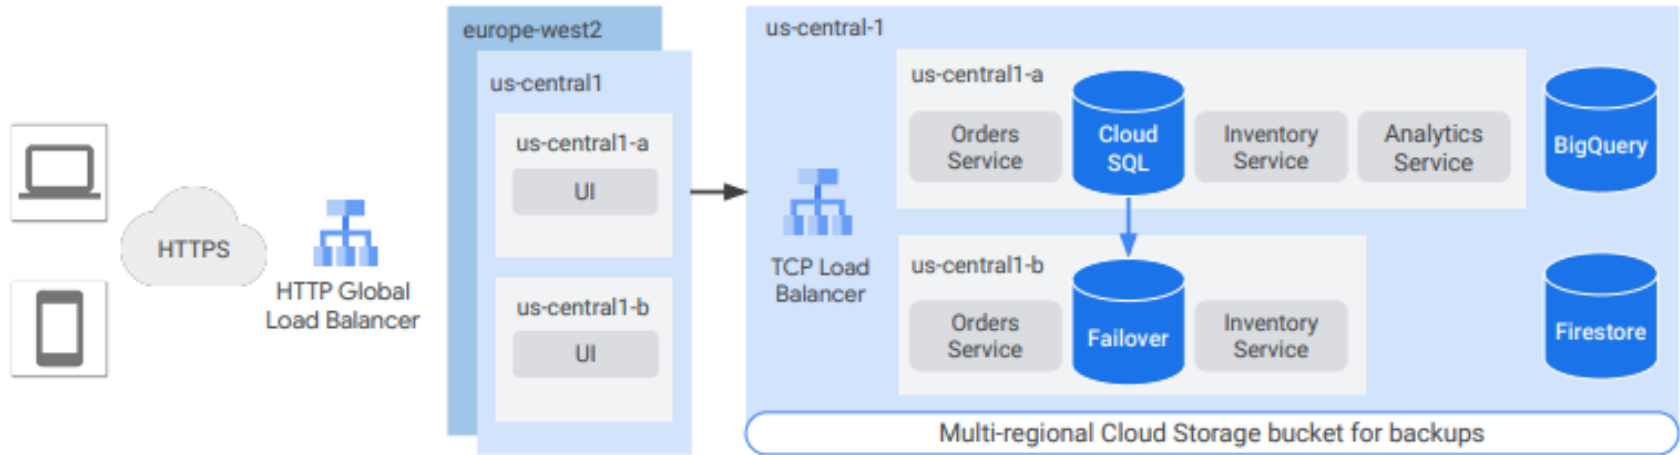 HTTPS
HTTP Global
Load Balancer
europe-west2
us-central1
us-central1-a
UI
us-central1-b
UI
us-central-1
TCP Load
Balancer
us-central1-a
Orders
Service
Cloud
SQL
Inventory
Service
Analytics
Service
us-central1-b
Orders
Service
Failover
Inventory
Service
BigQuery
Firestore
Multi-regional Cloud Storage bucket for backups